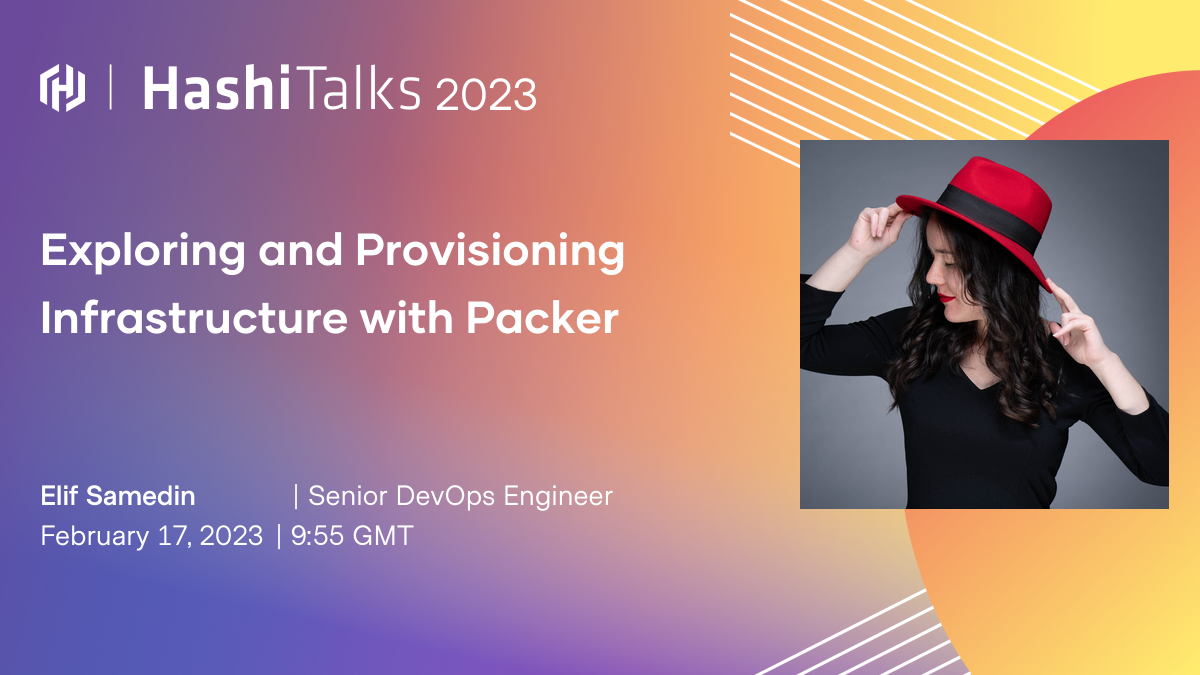 HashiTalks 2023
Exploring and Provisioning
Infrastructure with Packer
Elif Samedin | Senior DevOps Engineer
February 17, 2023 | 9:55 GMT